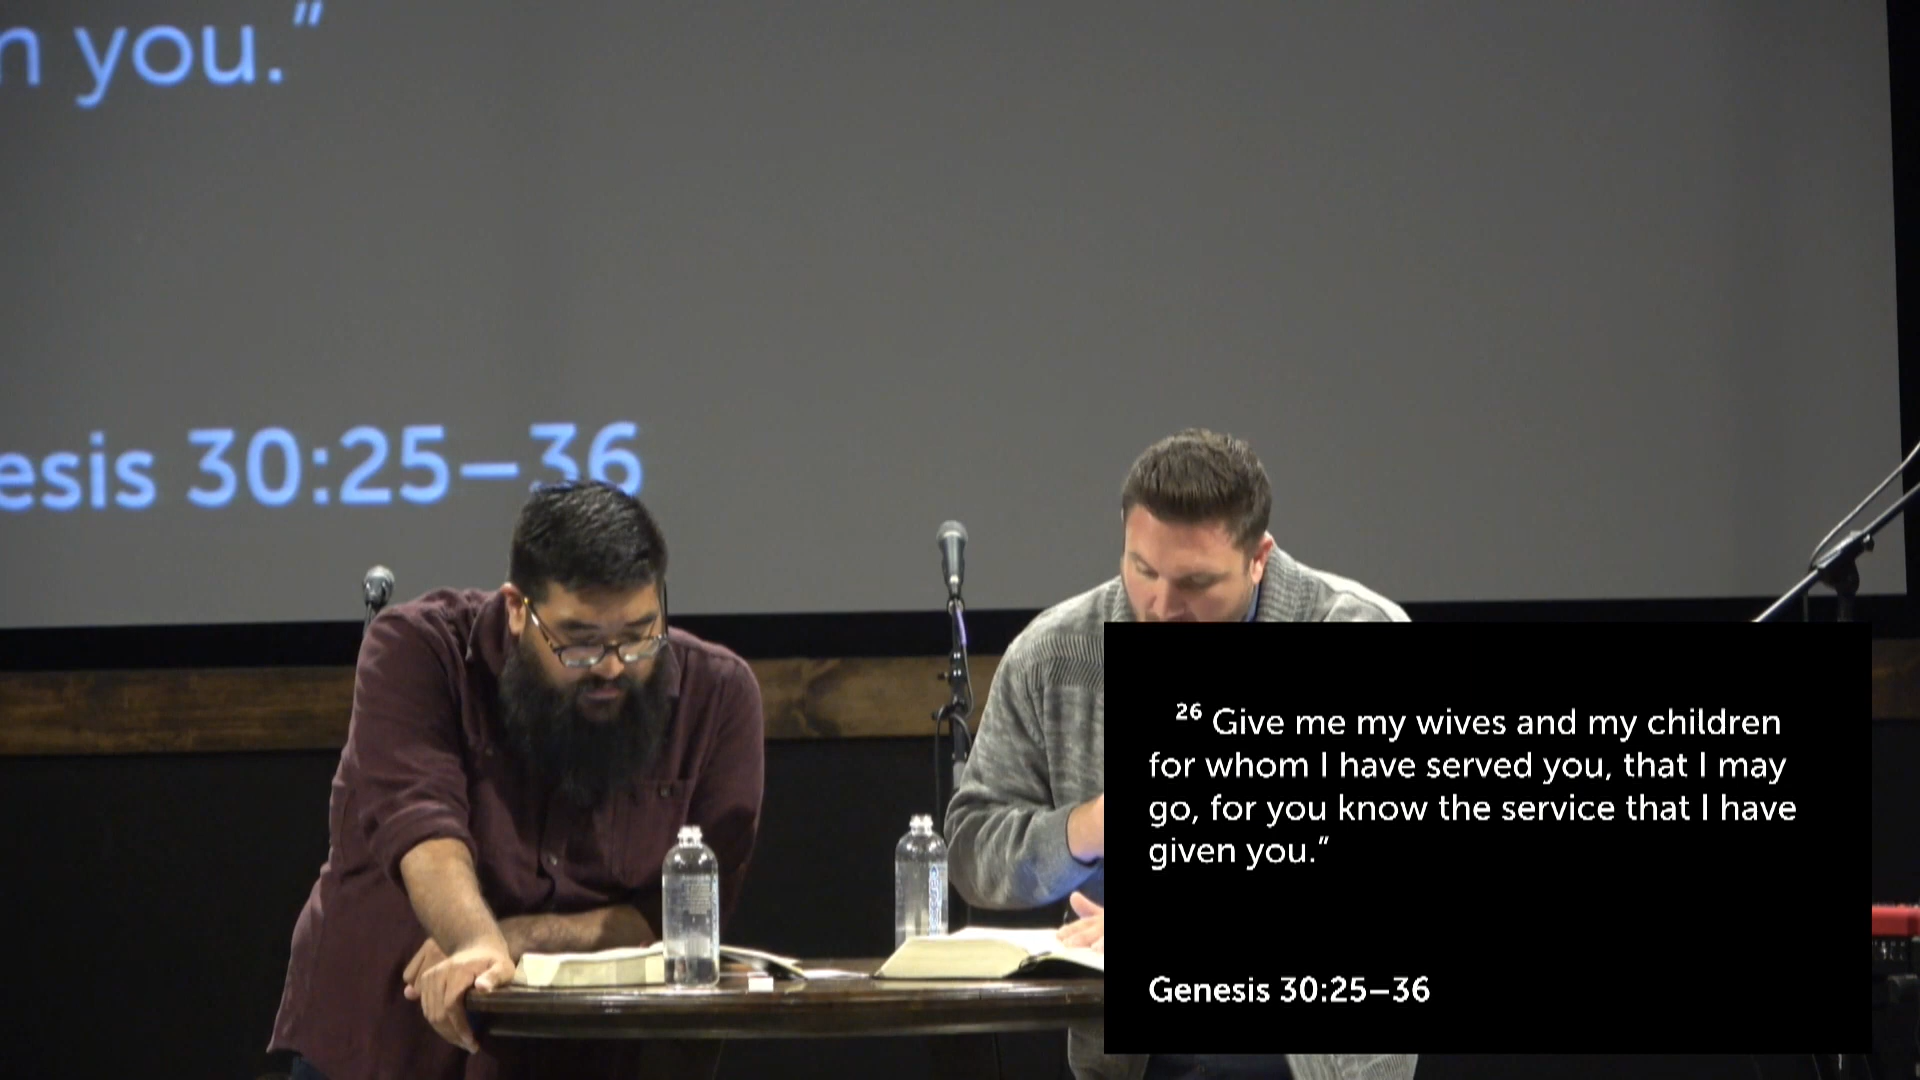 n you.”
esis 30:25–36
26 Give me my wives and my children
for whom I have served you, that I may
go, for you know the service that I have
given you.”
Genesis 30:25–36